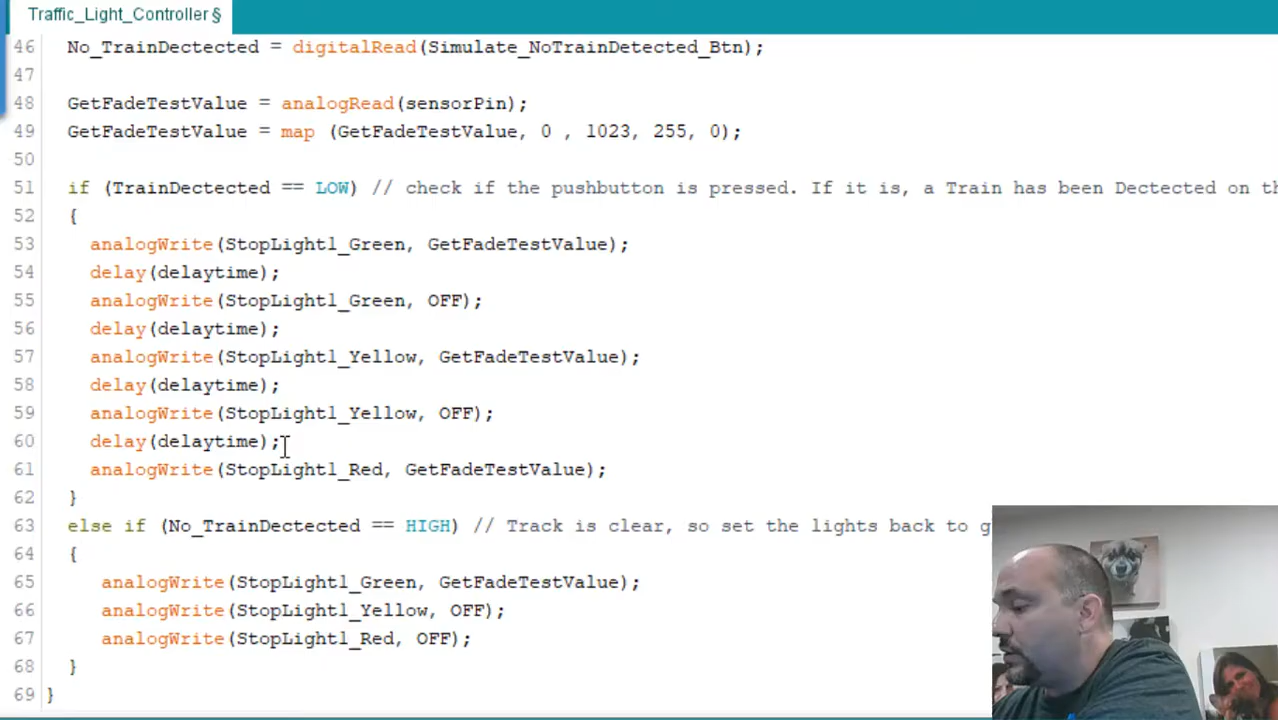 Traffic_Light_Controller §
46 No_TrainDectected = digitalRead(Simulate_NoTrainDetected_Btn);
47
48 GetFadeTestValue = analogRead(sensorPin);
49 GetFadeTestValue = map (GetFadeTestValue, 0 , 1023, 255, 0);
50
51 if (TrainDectected == LOW) // check if the pushbutton is pressed. If it is, a Train has been Dectected on th
52 {
53 analogWrite(StopLight1_Green, GetFadeTestValue);
54 delay(delaytime);
55 analogWrite(StopLight1_Green, OFF);
56 delay(delaytime);
57 analogWrite(StopLight1_Yellow, GetFadeTestValue);
58 delay(delaytime);
59 analogWrite(StopLight1_Yellow, OFF);
60 delay(delaytime);
61 analogWrite(StopLight1_Red, GetFadeTestValue);
62 }
63 else if (No_TrainDectected == HIGH) // Track is clear, so set the lights back to g
64 {
65 analogWrite(StopLight1_Green, GetFadeTestValue);
66 analogWrite(StopLight1_Yellow, OFF);
67 analogWrite(StopLight1_Red, OFF);
68 }
69 }